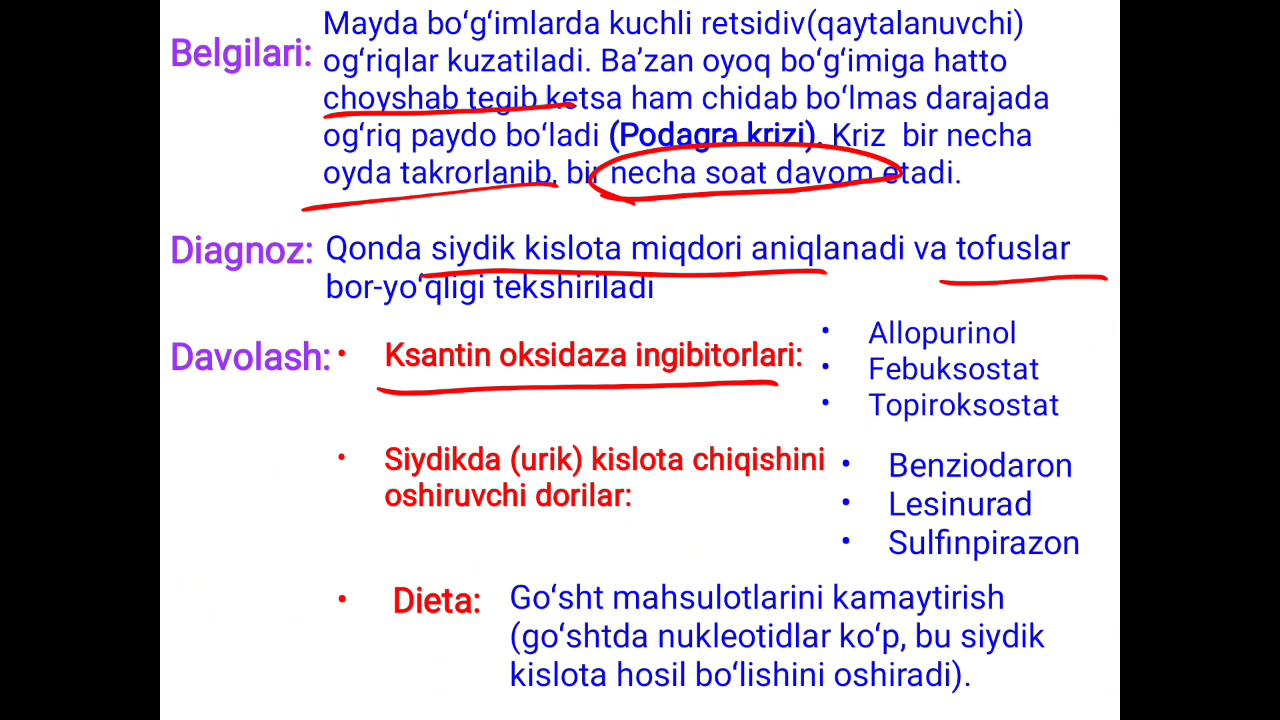 Belgilari:
Mayda bo‘g‘imlarda kuchli retsidiv(qaytalanuvchi)
og‘riqlar kuzatiladi. Ba’zan oyoq bo‘g‘imiga hatto
choyshab tegib ketsa ham chidab bo‘lmas darajada
og‘riq paydo bo‘ladi (Podagra krizi). Kriz bir necha
oyda takrorlanib, bir necha soat davom etadi.
Diagnoz:
Qonda siydik kislota miqdori aniqlanadi va tofuslar
bor-yo‘qligi tekshiriladi
Davolash:
• Ksantin oksidaza ingibitorlari:
• Allopurinol
• Febuksostat
• Topiroksostat
• Siydikda (urik) kislota chiqishini
oshiruvchi dorilar:
• Benziodaron
• Lesinurad
• Sulfinpirazon
• Dieta:
Go‘sht mahsulotlarini kamaytirish
(go‘shtda nukleotidlar ko‘p, bu siydik
kislota hosil bo‘lishini oshiradi).